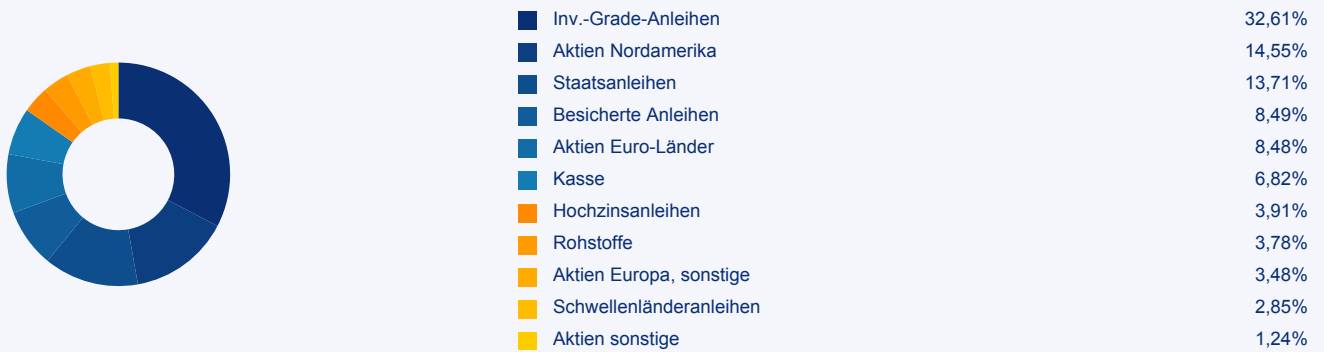 Inv.-Grade-Anleihen 32,61%
Aktien Nordamerika 14,55%
Staatsanleihen 13,71%
Besicherte Anleihen 8,49%
Aktien Euro-Länder 8,48%
Kasse 6,82%
Hochzinsanleihen 3,91%
Rohstoffe 3,78%
Aktien Europa, sonstige 3,48%
Schwellenländeranleihen 2,85%
Aktien sonstige 1,24%